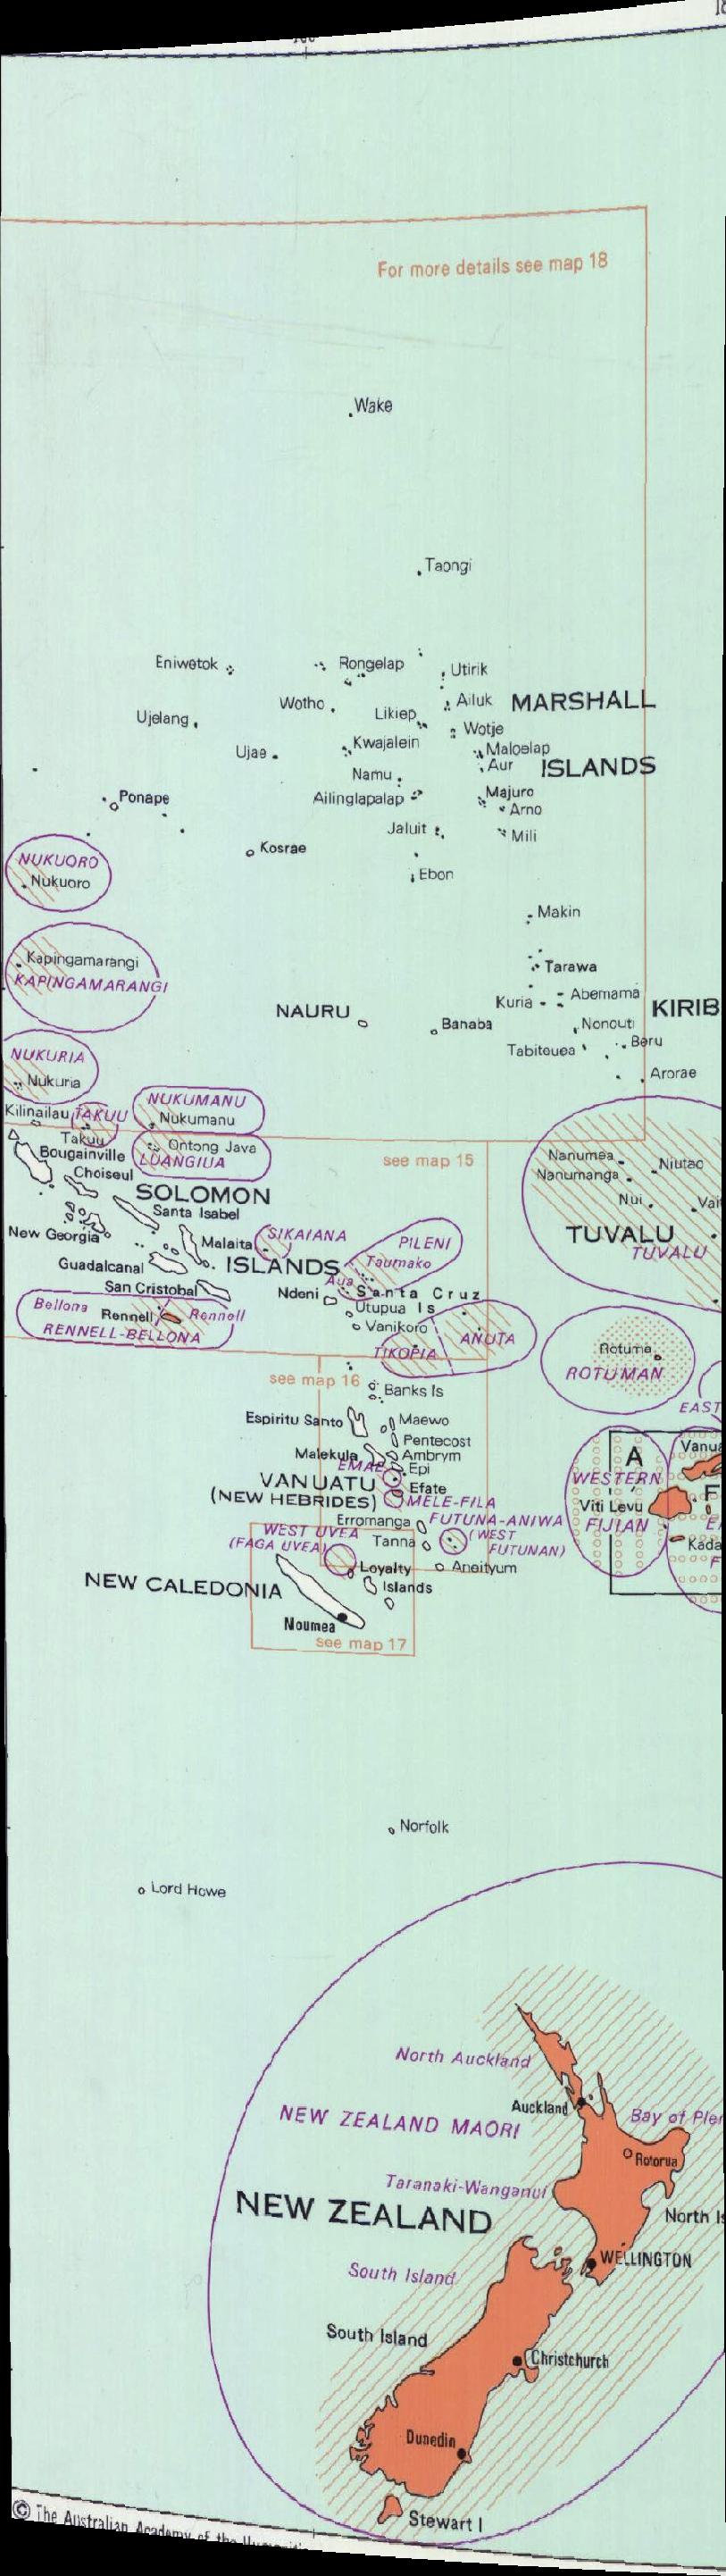 For more details see map 18
Wake
Taongi
Eniwetok
Rongelap
Utirik
Wotho
Ailuk
MARSHALL
Ujelang
Likiep
Wotje
Kwajalein
Ujae
Maloelap
Aur
ISLANDS
Namu
Ponape
Ailinglapalap
Majuro
Arno
Jaluit
Mili
Kosrae
NUKUORO
Nukuoro
Ebon
Makin
Kapingamarangi
KAPINGAMARANGI
Tarawa
Kuria
Abemama
NAURU
KIRIB
Banaba
Nonouti
Beru
Tabiteuea
NUKURIA
Nukuria
Arorae
NUKUMANU
Nukumanu
Kilinailau
TAKUU
Takuu
Ontong Java
LUANGIUA
see map 15
Bougainville
Choiseul
Nanumea
Niutao
Nanumanga
SOLOMON
Santa Isabel
Nui
Vai
New Georgia
SIKAIANA
PILENI
Malaita
TUVALU
TUVALU
Guadalcanal
ISLANDS
Taumako
San Cristobal
Ndeni
Santa Cruz
Bellona
Rennell
Rennell
Utupua Is
RENNELL-BELLONA
Vanikoro
ANUTA
TIKOPIA
Rotuma
ROTUMAN
see map 16
Banks Is
EAST
Espiritu Santo
Maewo
Pentecost
Malekula
Ambrym
EMAE
Epi
A
Vanua
WESTERN
VANUATU
(NEW HEBRIDES)
Efate
MELE-FILA
Viti Levu
F
FIJIAN
Erromanga
FUTUNA-ANIWA
WEST UVEA
(FAGA UVEA)
Tanna
(WEST
FUTUNAN)
Kada
Loyalty
Islands
Aneityum
NEW CALEDONIA
Noumea
see map 17
Norfolk
Lord Howe
North Auckland
Auckland
NEW ZEALAND MAORI
Bay of Ple
Rotorua
Taranaki-Wanganui
NEW ZEALAND
North Is
WELLINGTON
South Island
South Island
Christchurch
Dunedin
Stewart I
© The Australian Academy of the